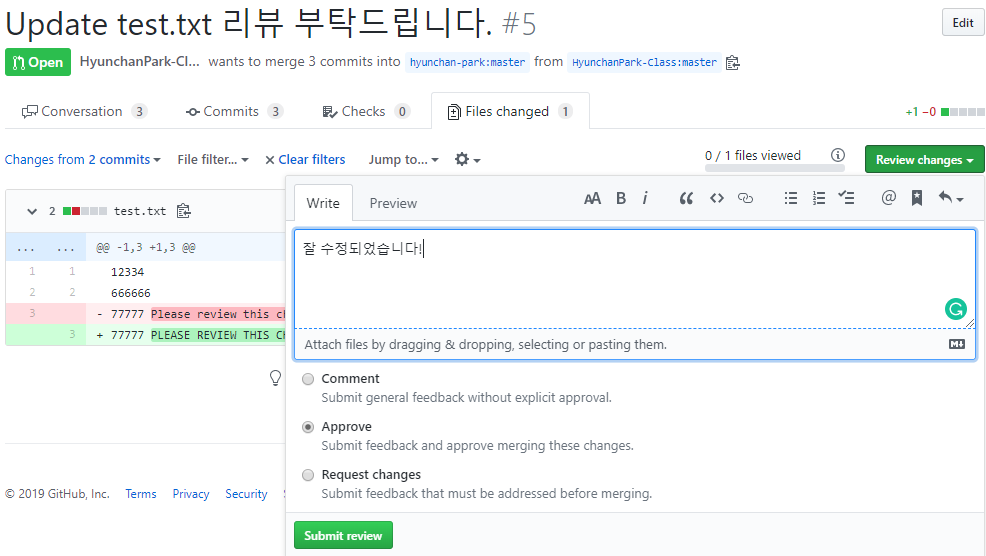 Update test.txt 리뷰 부탁드립니다. #5
Edit
Open HyunchanPark-Cl... wants to merge 3 commits into hyunchan-park:master from HyunchanPark-Class:master
Conversation 3 Commits 3 Checks 0 Files changed 1 +1 −0
Changes from 2 commits File filter... × Clear filters Jump to... 0 / 1 files viewed Review changes
2 test.txt
... ... @@ -1,3 +1,3 @@
1 1 12334
2 2 666666
3 - 77777 Please review this ch
3 + 77777 PLEASE REVIEW THIS C
Write Preview AA B i
잘 수정되었습니다!
Attach files by dragging & dropping, selecting or pasting them.
Comment
Submit general feedback without explicit approval.
Approve
Submit feedback and approve merging these changes.
Request changes
Submit feedback that must be addressed before merging.
Submit review
© 2019 GitHub, Inc. Terms Privacy Security